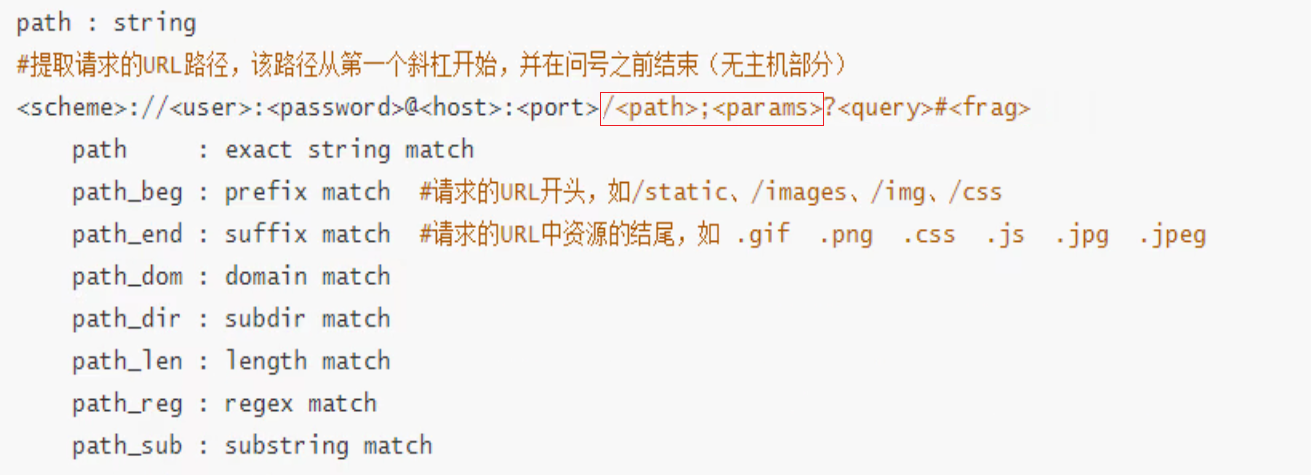 path : string
#提取请求的URL路径，该路径从第一个斜杠开始，并在问号之前结束（无主机部分）
<scheme>://<user>:<password>@<host>:<port>/<path>;<params>?<query>#<frag>
path : exact string match
path_beg : prefix match #请求的URL开头，如/static、/images、/img、/css
path_end : suffix match #请求的URL中资源的结尾，如 .gif .png .css .js .jpg .jpeg
path_dom : domain match
path_dir : subdir match
path_len : length match
path_reg : regex match
path_sub : substring match